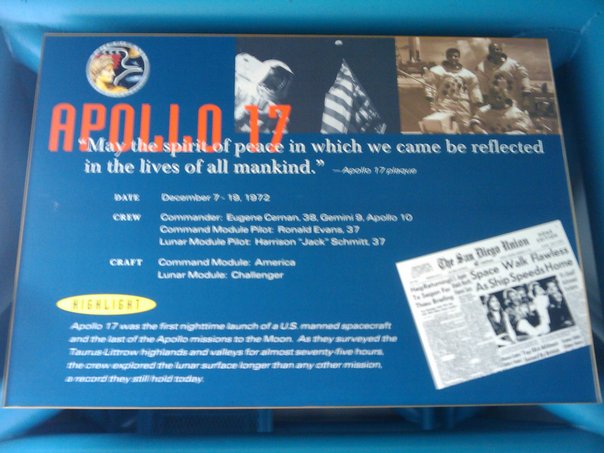 APOLLO 17
"May the spirit of peace in which we came be reflected
in the lives of all mankind." —Apollo 17 plaque
DATE December 7 - 19, 1972
CREW Commander: Eugene Cernan, 38, Gemini 9, Apollo 10
Command Module Pilot: Ronald Evans, 37
Lunar Module Pilot: Harrison "Jack" Schmitt, 37
CRAFT Command Module: America
Lunar Module: Challenger
HIGHLIGHT
Apollo 17 was the first nighttime launch of a U.S. manned spacecraft
and the last of the Apollo missions to the Moon. As they surveyed the
Taurus-Littrow highlands and valleys for almost seventy-five hours,
the crew explored the lunar surface longer than any other mission,
a record they still hold today.
The San Diego Union
Space Walk Flawless
As Ship Speeds Home